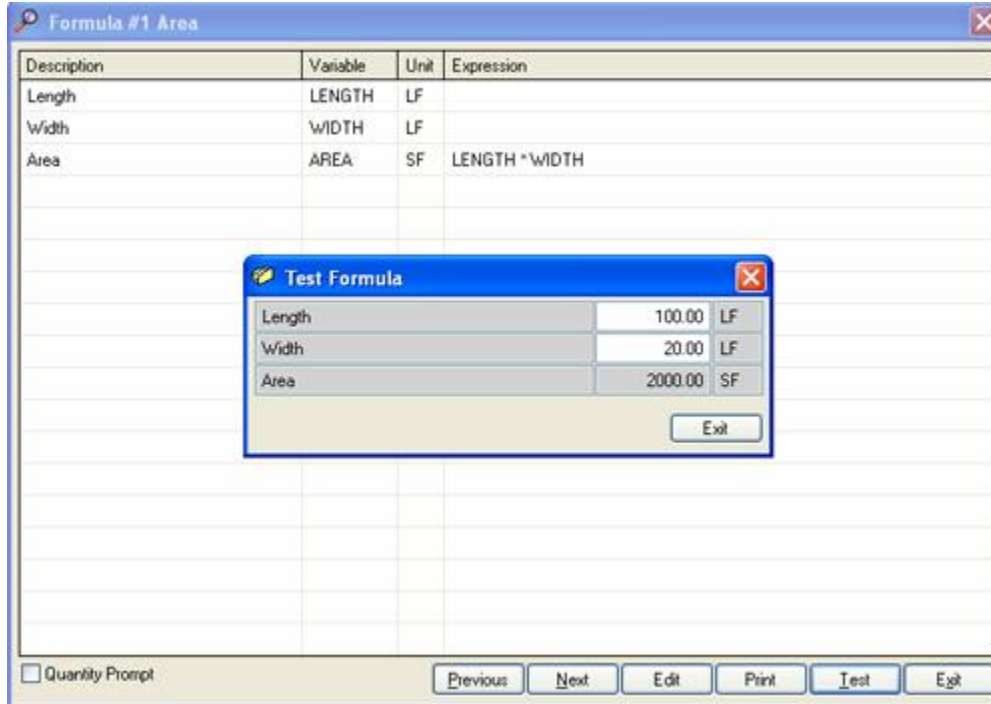 Formula #1 Area
Description Variable Unit Expression
Length LENGTH LF
Width WIDTH LF
Area AREA SF LENGTH * WIDTH
Test Formula
Length 100.00 LF
Width 20.00 LF
Area 2000.00 SF
Exit
Quantity Prompt Previous Next Edit Print Test Exit